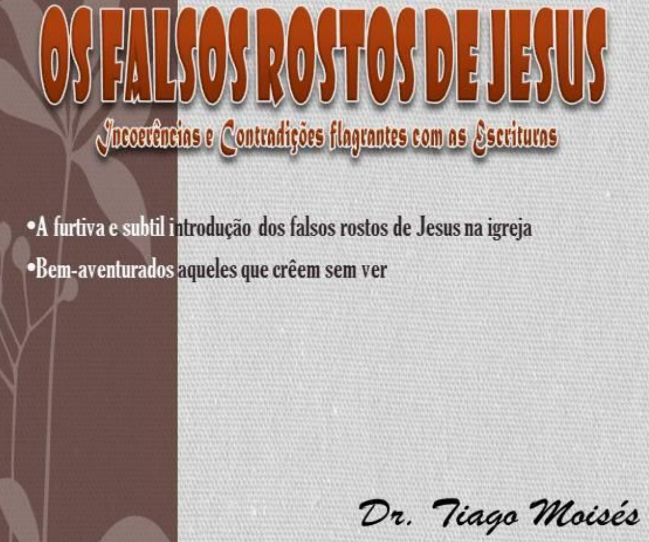 OS FALSOS ROSTOS DE JESUS
Incoerências e Contradições flagrantes com as Escrituras
•A furtiva e subtil introdução dos falsos rostos de Jesus na igreja
•Bem-aventurados aqueles que crêem sem ver
Dr. Tiago Moisés